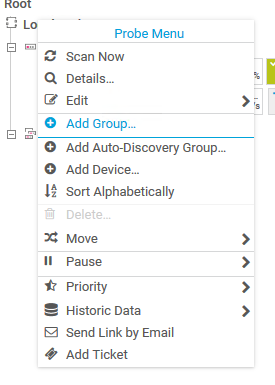 Root
Lo
Probe Menu
Scan Now
Details...
Edit
%
Add Group...
/s
Add Auto-Discovery Group...
Add Device...
Sort Alphabetically
Delete...
Move
Pause
Priority
Historic Data
Send Link by Email
Add Ticket